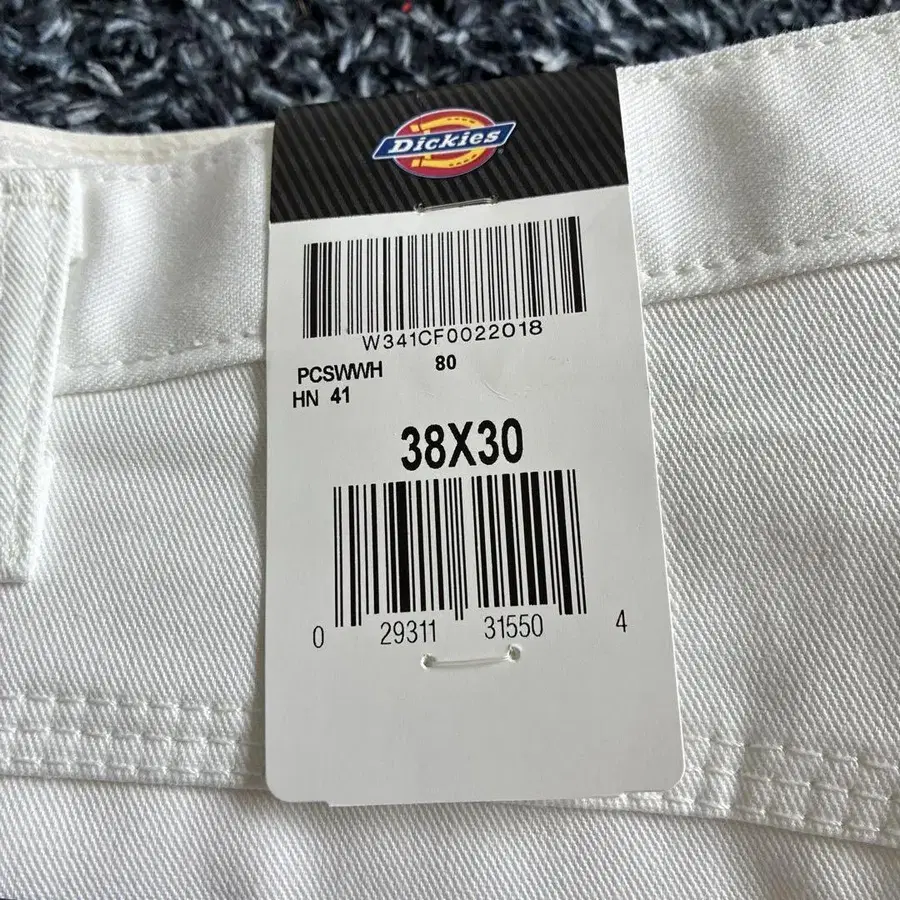 Dickies
W341CF0022018
PCSWWH 80
HN 41
38X30
0 29311 31550 4